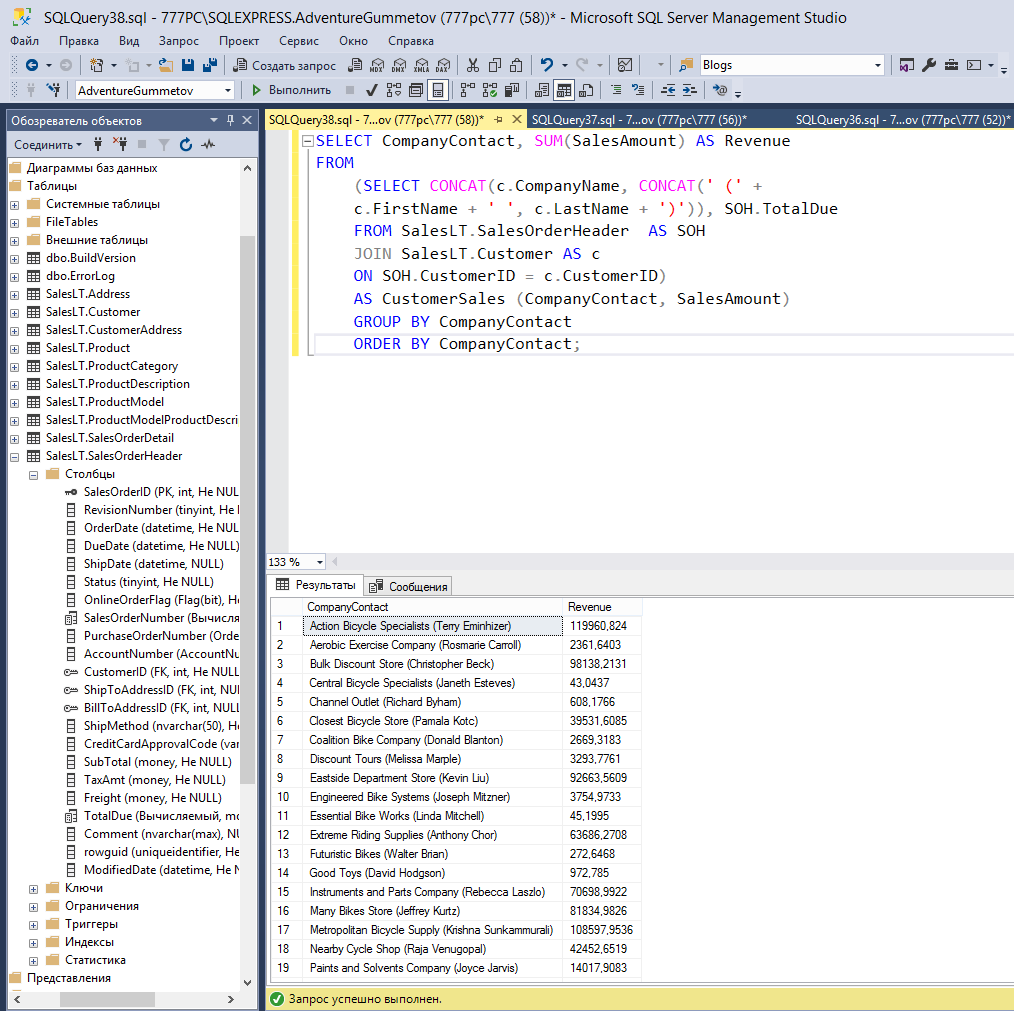 SQLQuery38.sql - 777PC\SQLEXPRESS.AdventureGummetov (777pc\777 (58))* - Microsoft SQL Server Management Studio
Файл Правка Вид Запрос Проект Сервис Окно Справка
Создать запрос MDX DMX XMLA DAX Blogs
AdventureGummetov Выполнить
Обозреватель объектов
Соединить
Диаграммы баз данных
Таблицы
Системные таблицы
FileTables
Внешние таблицы
dbo.BuildVersion
dbo.ErrorLog
SalesLT.Address
SalesLT.Customer
SalesLT.CustomerAddress
SalesLT.Product
SalesLT.ProductCategory
SalesLT.ProductDescription
SalesLT.ProductModel
SalesLT.ProductModelProductDescri
SalesLT.SalesOrderDetail
SalesLT.SalesOrderHeader
Столбцы
SalesOrderID (PK, int, Не NUL
RevisionNumber (tinyint, Не
OrderDate (datetime, Не NUL
DueDate (datetime, Не NULL)
ShipDate (datetime, NULL)
Status (tinyint, Не NULL)
OnlineOrderFlag (Flag(bit), Не
SalesOrderNumber (Вычисля
PurchaseOrderNumber (Orde
AccountNumber (AccountNu
CustomerID (FK, int, Не NULL
ShipToAddressID (FK, int, NUL
BillToAddressID (FK, int, NUL
ShipMethod (nvarchar(50), Не
CreditCardApprovalCode (var
SubTotal (money, Не NULL)
TaxAmt (money, Не NULL)
Freight (money, Не NULL)
TotalDue (Вычисляемый, mo
Comment (nvarchar(max), NU
rowguid (uniqueidentifier, Не
ModifiedDate (datetime, Не N
Ключи
Ограничения
Триггеры
Индексы
Статистика
Представления
SQLQuery38.sql - 7...ov (777pc\777 (58))* SQLQuery37.sql - 7...ov (777pc\777 (56))* SQLQuery36.sql - 7...ov (777pc\777 (52))*
SELECT CompanyContact, SUM(SalesAmount) AS Revenue
FROM
(SELECT CONCAT(c.CompanyName, CONCAT(' (' +
c.FirstName + ' ', c.LastName + ')')), SOH.TotalDue
FROM SalesLT.SalesOrderHeader  AS SOH
JOIN SalesLT.Customer AS c
ON SOH.CustomerID = c.CustomerID)
AS CustomerSales (CompanyContact, SalesAmount)
GROUP BY CompanyContact
ORDER BY CompanyContact;
133 %
Результаты Сообщения
CompanyContact Revenue
1 Action Bicycle Specialists (Terry Eminhizer) 119960,824
2 Aerobic Exercise Company (Rosmarie Carroll) 2361,6403
3 Bulk Discount Store (Christopher Beck) 98138,2131
4 Central Bicycle Specialists (Janeth Esteves) 43,0437
5 Channel Outlet (Richard Byham) 608,1766
6 Closest Bicycle Store (Pamala Kotc) 39531,6085
7 Coalition Bike Company (Donald Blanton) 2669,3183
8 Discount Tours (Melissa Marple) 3293,7761
9 Eastside Department Store (Kevin Liu) 92663,5609
10 Engineered Bike Systems (Joseph Mitzner) 3754,9733
11 Essential Bike Works (Linda Mitchell) 45,1995
12 Extreme Riding Supplies (Anthony Chor) 63686,2708
13 Futuristic Bikes (Walter Brian) 272,6468
14 Good Toys (David Hodgson) 972,785
15 Instruments and Parts Company (Rebecca Laszlo) 70698,9922
16 Many Bikes Store (Jeffrey Kurtz) 81834,9826
17 Metropolitan Bicycle Supply (Krishna Sunkammurali) 108597,9536
18 Nearby Cycle Shop (Raja Venugopal) 42452,6519
19 Paints and Solvents Company (Joyce Jarvis) 14017,9083
Запрос успешно выполнен.